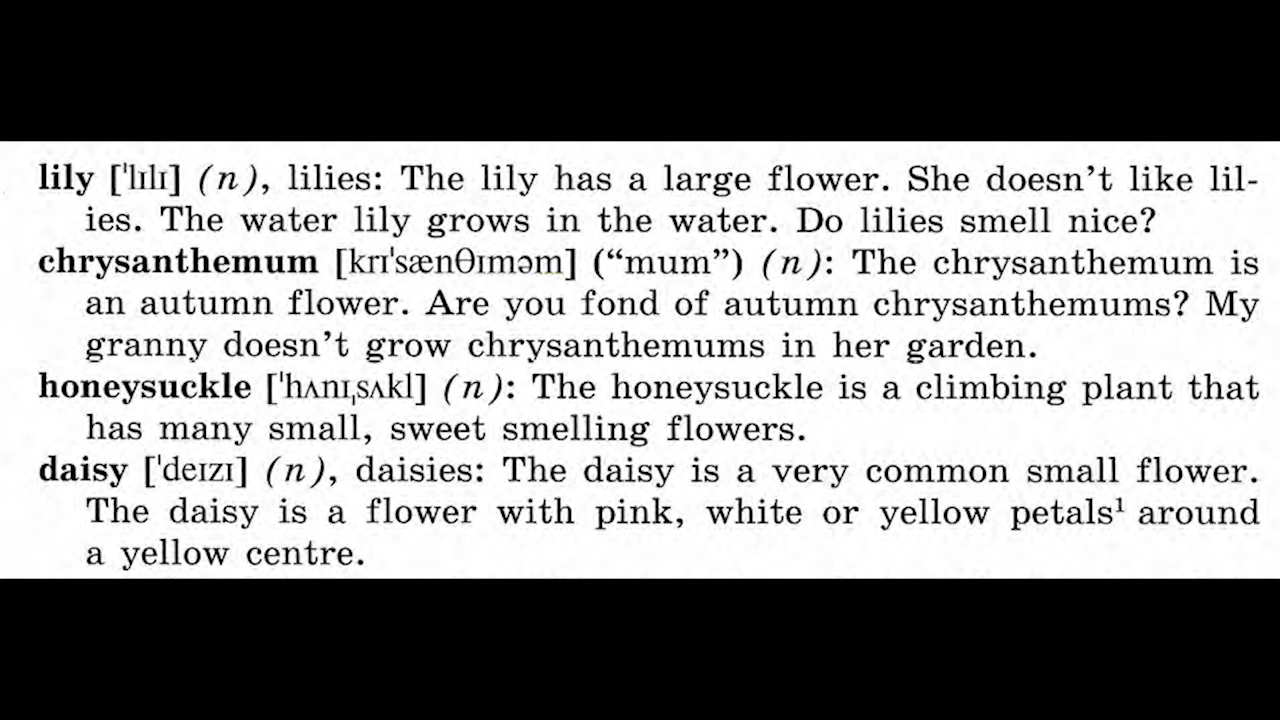 lily [ˈlılı] (n), lilies: The lily has a large flower. She doesn’t like lil-
ies. The water lily grows in the water. Do lilies smell nice?
chrysanthemum [krıˈsænθıməm] (“mum”) (n): The chrysanthemum is
an autumn flower. Are you fond of autumn chrysanthemums? My
granny doesn’t grow chrysanthemums in her garden.
honeysuckle [ˈhʌnıˌsʌkl] (n): The honeysuckle is a climbing plant that
has many small, sweet smelling flowers.
daisy [ˈdeızı] (n), daisies: The daisy is a very common small flower.
The daisy is a flower with pink, white or yellow petals¹ around
a yellow centre.